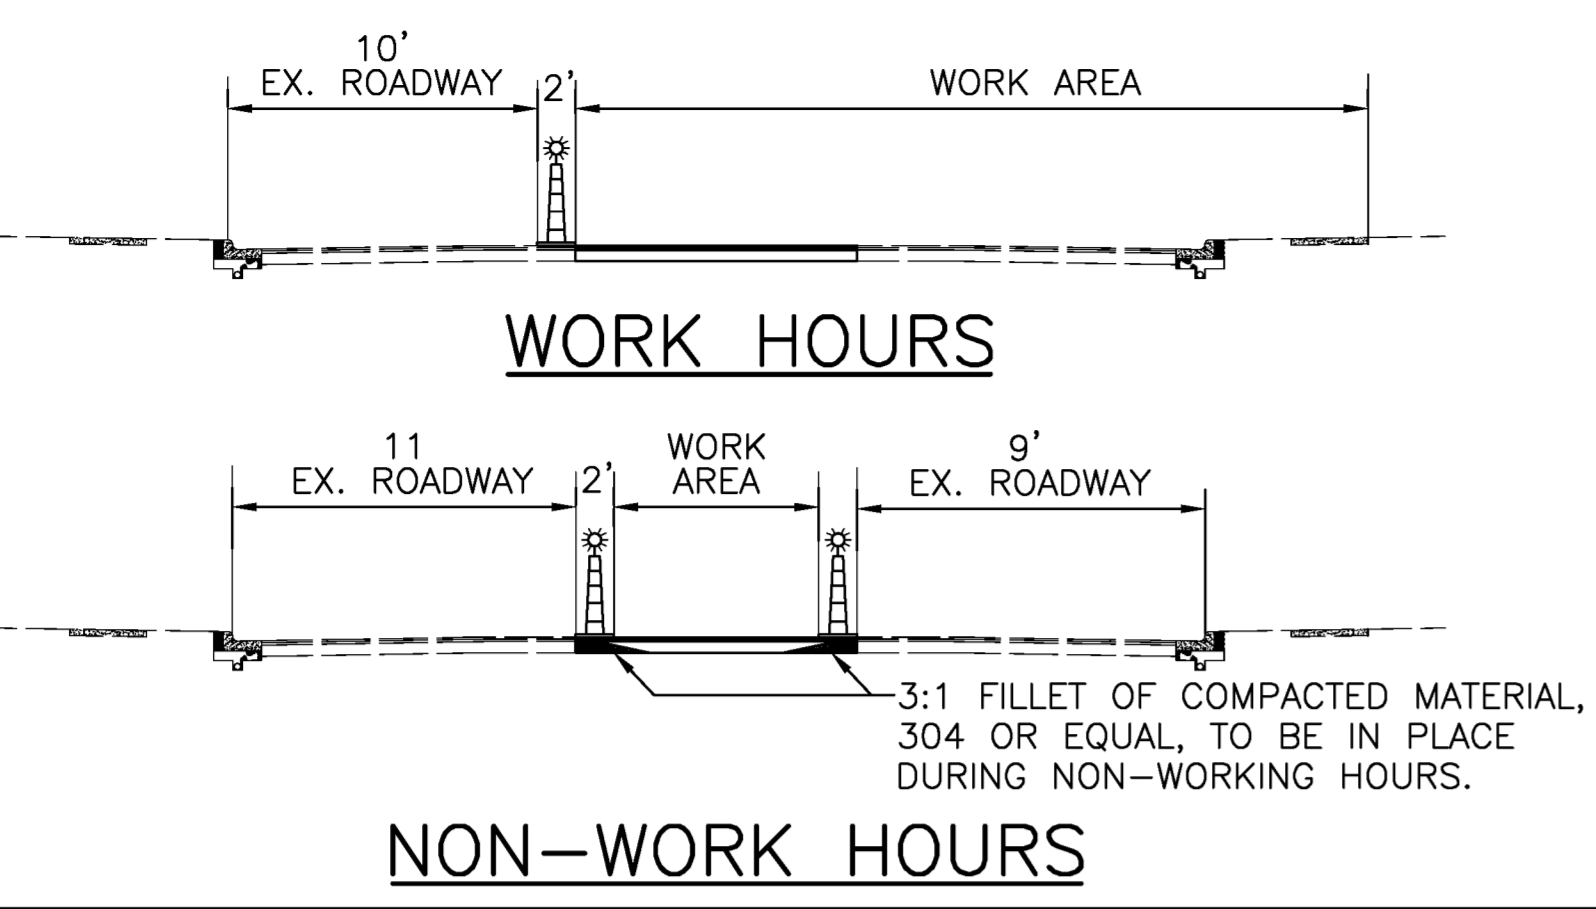 10'
EX. ROADWAY
2'
WORK AREA
WORK HOURS
11
EX. ROADWAY
2'
WORK
AREA
9'
EX. ROADWAY
3:1 FILLET OF COMPACTED MATERIAL,
304 OR EQUAL, TO BE IN PLACE
DURING NON-WORKING HOURS.
NON-WORK HOURS